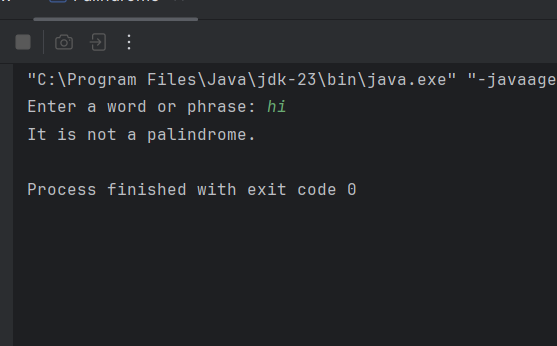 Palindrome
"C:\Program Files\Java\jdk-23\bin\java.exe" "-javaage
Enter a word or phrase: hi
It is not a palindrome.
Process finished with exit code 0